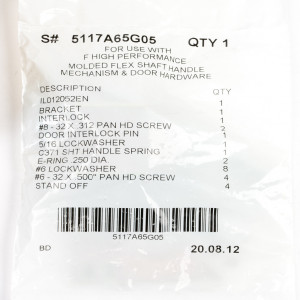 S# 5117A65G05 QTY 1
FOR USE WITH
F HIGH PERFORMANCE
MOLDED FLEX SHAFT HANDLE
MECHANISM & DOOR HARDWARE
DESCRIPTION QTY
IL012052EN 1
BRACKET 1
INTERLOCK 1
#8 - 32 X .312 PAN HD SCREW 2
DOOR INTERLOCK PIN 1
5/16 LOCKWASHER 1
C371 SHT HANDLE SPRING 1
E-RING .250 DIA 2
#6 LOCKWASHER 8
#6 - 32 X .500" PAN HD SCREW 4
STAND OFF 4
5117A65G05
BD 20.08.12